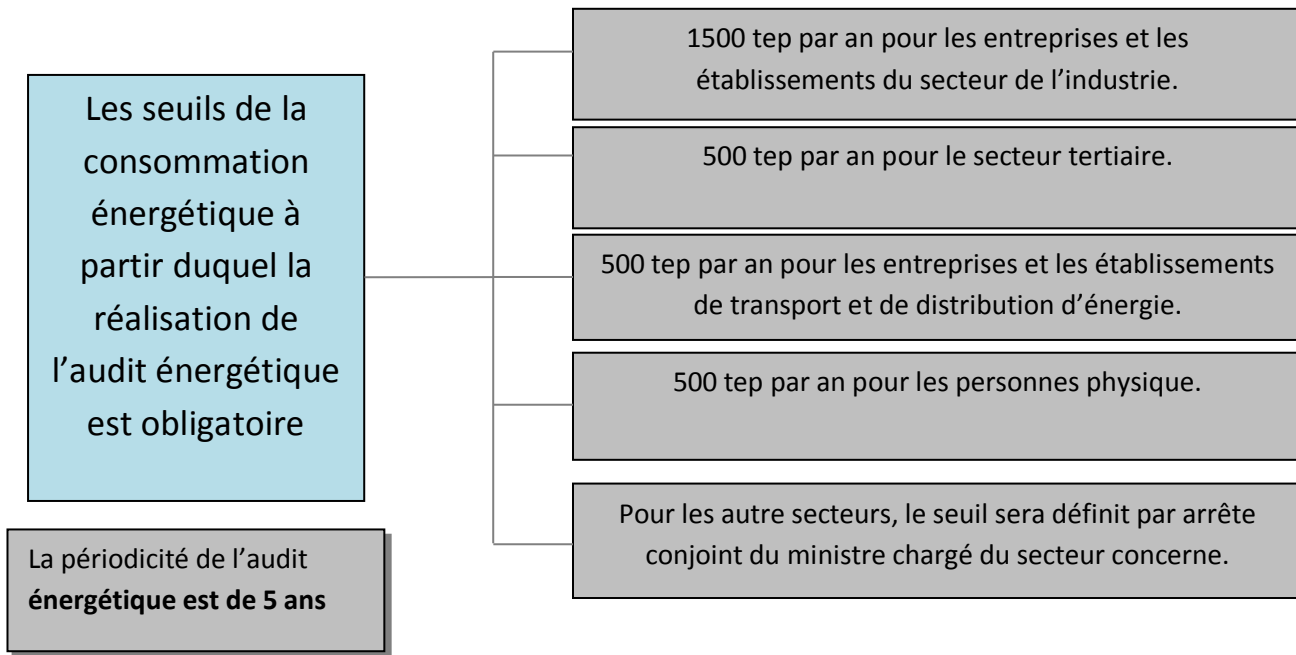 Les seuils de la
consommation
énergétique à
partir duquel la
réalisation de
l’audit énergétique
est obligatoire
La périodicité de l’audit
énergétique est de 5 ans
1500 tep par an pour les entreprises et les
établissements du secteur de l’industrie.
500 tep par an pour le secteur tertiaire.
500 tep par an pour les entreprises et les établissements
de transport et de distribution d’énergie.
500 tep par an pour les personnes physique.
Pour les autre secteurs, le seuil sera définit par arrête
conjoint du ministre chargé du secteur concerne.